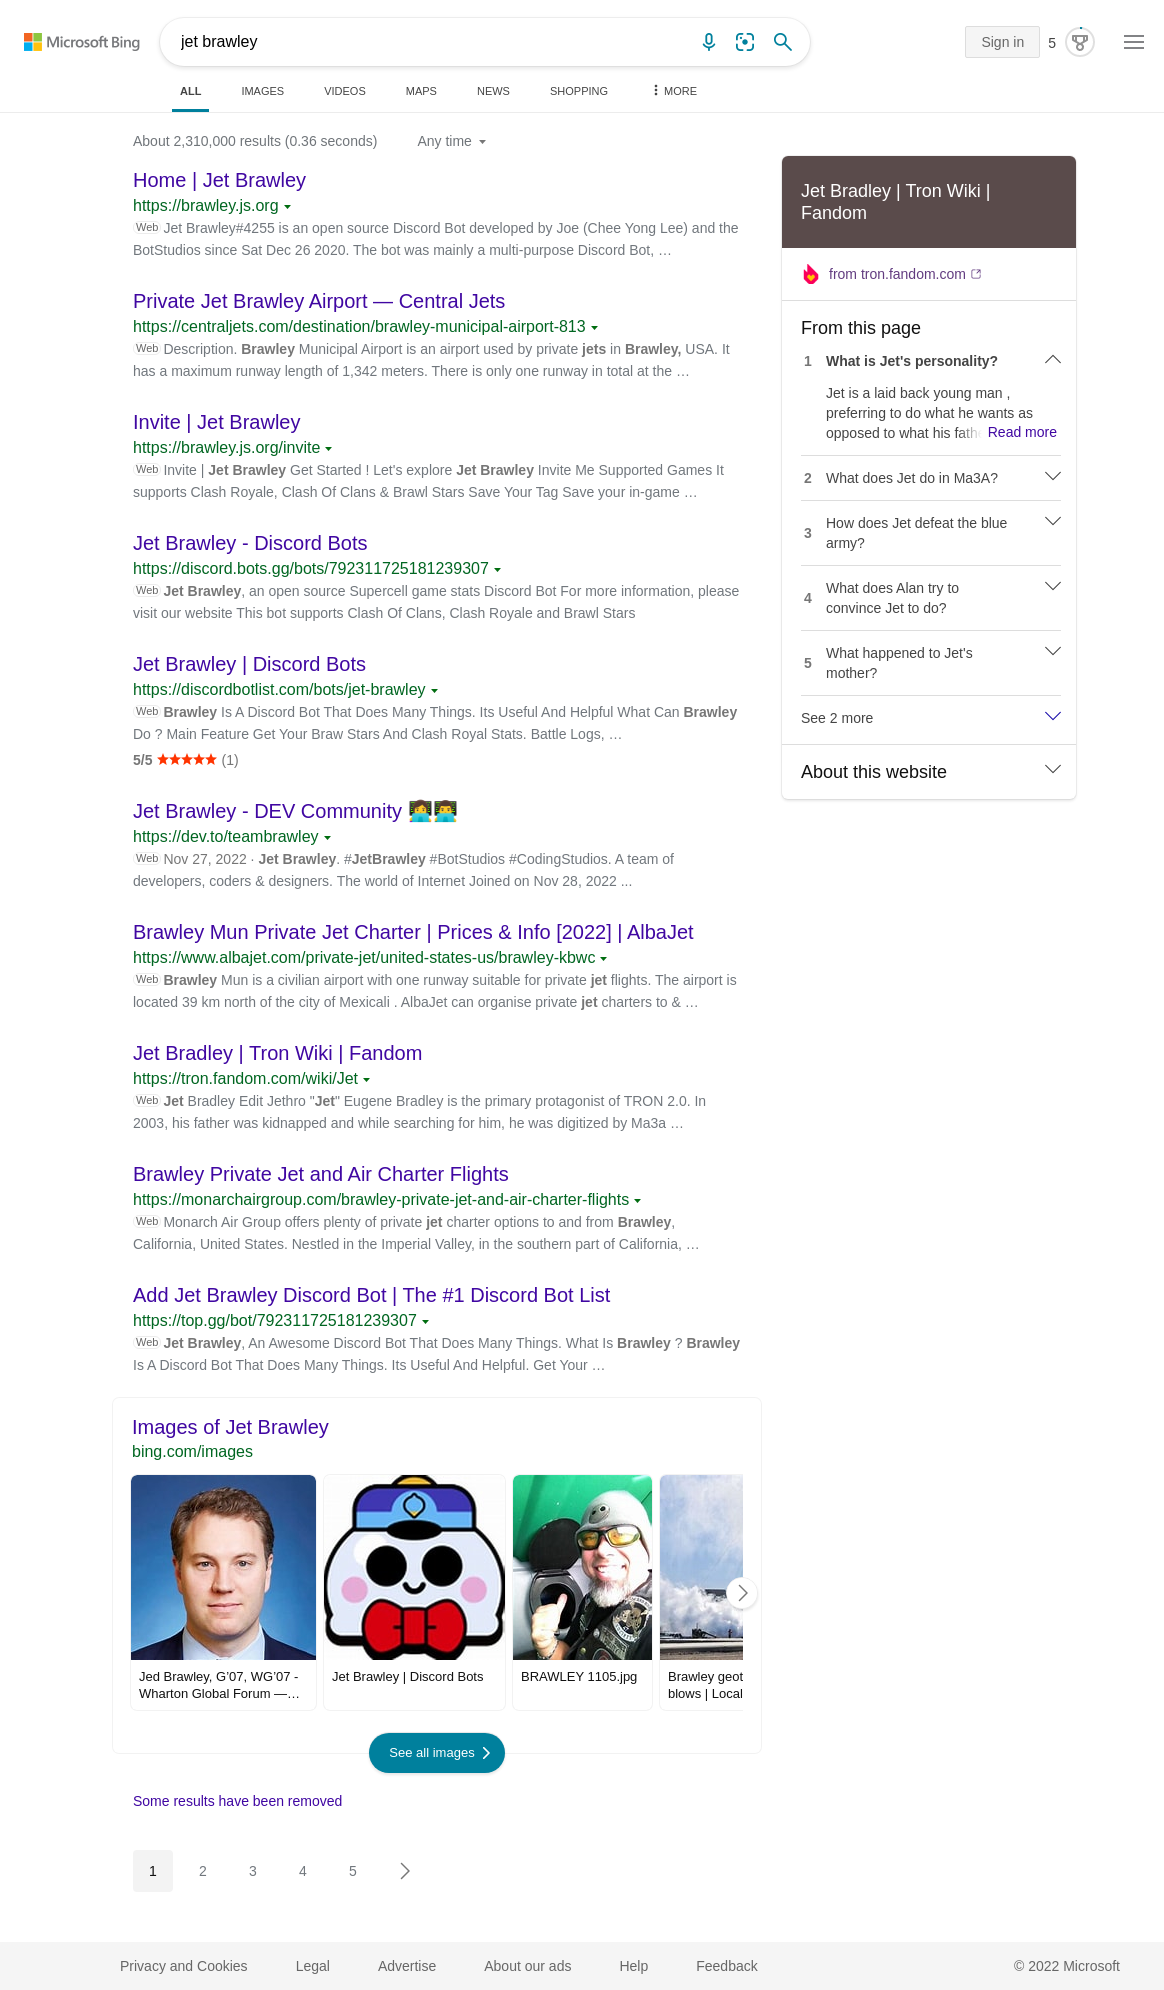 Microsoft Bing
jet brawley
Sign in
5
ALL
IMAGES
VIDEOS
MAPS
NEWS
SHOPPING
MORE
About 2,310,000 results (0.36 seconds)
Any time
Home | Jet Brawley
https://brawley.js.org
Web Jet Brawley#4255 is an open source Discord Bot developed by Joe (Chee Yong Lee) and the
BotStudios since Sat Dec 26 2020. The bot was mainly a multi-purpose Discord Bot, …
Private Jet Brawley Airport — Central Jets
https://centraljets.com/destination/brawley-municipal-airport-813
Web Description. Brawley Municipal Airport is an airport used by private jets in Brawley, USA. It
has a maximum runway length of 1,342 meters. There is only one runway in total at the …
Invite | Jet Brawley
https://brawley.js.org/invite
Web Invite | Jet Brawley Get Started ! Let's explore Jet Brawley Invite Me Supported Games It
supports Clash Royale, Clash Of Clans & Brawl Stars Save Your Tag Save your in-game …
Jet Brawley - Discord Bots
https://discord.bots.gg/bots/792311725181239307
Web Jet Brawley, an open source Supercell game stats Discord Bot For more information, please
visit our website This bot supports Clash Of Clans, Clash Royale and Brawl Stars
Jet Brawley | Discord Bots
https://discordbotlist.com/bots/jet-brawley
Web Brawley Is A Discord Bot That Does Many Things. Its Useful And Helpful What Can Brawley
Do ? Main Feature Get Your Braw Stars And Clash Royal Stats. Battle Logs, …
5/5 ★★★★★ (1)
Jet Brawley - DEV Community 👩‍💻👨‍💻
https://dev.to/teambrawley
Web Nov 27, 2022 · Jet Brawley. #JetBrawley #BotStudios #CodingStudios. A team of
developers, coders & designers. The world of Internet Joined on Nov 28, 2022 ...
Brawley Mun Private Jet Charter | Prices & Info [2022] | AlbaJet
https://www.albajet.com/private-jet/united-states-us/brawley-kbwc
Web Brawley Mun is a civilian airport with one runway suitable for private jet flights. The airport is
located 39 km north of the city of Mexicali . AlbaJet can organise private jet charters to & …
Jet Bradley | Tron Wiki | Fandom
https://tron.fandom.com/wiki/Jet
Web Jet Bradley Edit Jethro "Jet" Eugene Bradley is the primary protagonist of TRON 2.0. In
2003, his father was kidnapped and while searching for him, he was digitized by Ma3a …
Brawley Private Jet and Air Charter Flights
https://monarchairgroup.com/brawley-private-jet-and-air-charter-flights
Web Monarch Air Group offers plenty of private jet charter options to and from Brawley,
California, United States. Nestled in the Imperial Valley, in the southern part of California, …
Add Jet Brawley Discord Bot | The #1 Discord Bot List
https://top.gg/bot/792311725181239307
Web Jet Brawley, An Awesome Discord Bot That Does Many Things. What Is Brawley ? Brawley
Is A Discord Bot That Does Many Things. Its Useful And Helpful. Get Your …
Images of Jet Brawley
bing.com/images
Jed Brawley, G'07, WG'07 -
Wharton Global Forum —…
Jet Brawley | Discord Bots
BRAWLEY 1105.jpg
Brawley geot
blows | Local
See all images
Some results have been removed
1
2
3
4
5
Jet Bradley | Tron Wiki |
Fandom
from tron.fandom.com
From this page
1 What is Jet's personality?
Jet is a laid back young man ,
preferring to do what he wants as
opposed to what his fath Read more
2 What does Jet do in Ma3A?
3 How does Jet defeat the blue
army?
4 What does Alan try to
convince Jet to do?
5 What happened to Jet's
mother?
See 2 more
About this website
Privacy and Cookies
Legal
Advertise
About our ads
Help
Feedback
© 2022 Microsoft